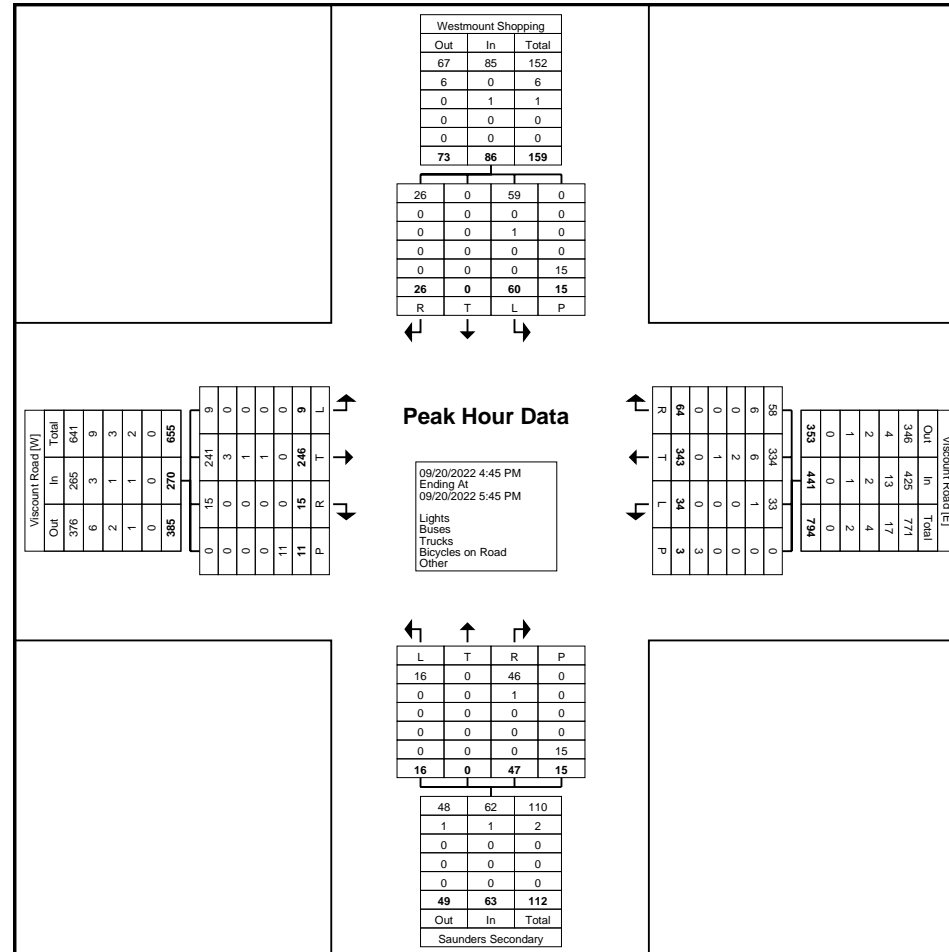 Westmount Shopping
Out In Total
67 85 152
6 0 6
0 1 1
0 0 0
0 0 0
73 86 159
26 0 59 0
0 0 0 0
0 0 1 0
0 0 0 0
0 0 0 15
26 0 60 15
R T L P
Viscount Road [W]
Total 641 9 3 2 0 655
In 265 3 1 1 0 270
Out 376 6 2 1 0 385
9 0 0 0 0 9 L
241 3 1 1 0 246 T
15 0 0 0 0 15 R
0 0 0 0 11 11 P
Peak Hour Data
09/20/2022 4:45 PM
Ending At
09/20/2022 5:45 PM
Lights
Buses
Trucks
Bicycles on Road
Other
R 64 0 0 0 6 58
T 343 0 1 2 6 334
L 34 0 0 0 1 33
P 3 3 0 0 0 0
353 0 1 2 4 346 Out
441 0 1 2 13 425 In
794 0 2 4 17 771 Total
Viscount Road [E]
L T R P
16 0 46 0
0 0 1 0
0 0 0 0
0 0 0 0
0 0 0 15
16 0 47 15
48 62 110
1 1 2
0 0 0
0 0 0
0 0 0
49 63 112
Out In Total
Saunders Secondary